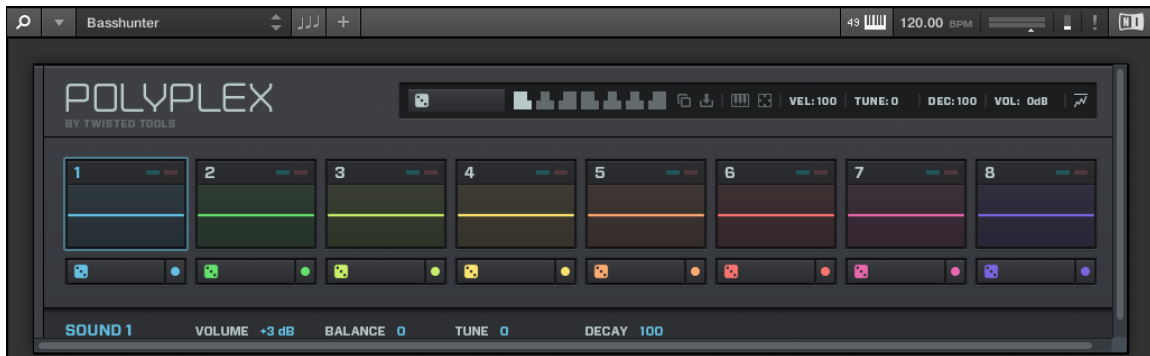 Basshunter
49
120.00 BPM
NI
POLYPLEX
BY TWISTED TOOLS
VEL:100 TUNE:0 DEC:100 VOL: 0dB
1 2 3 4 5 6 7 8
SOUND 1 VOLUME +3 dB BALANCE 0 TUNE 0 DECAY 100